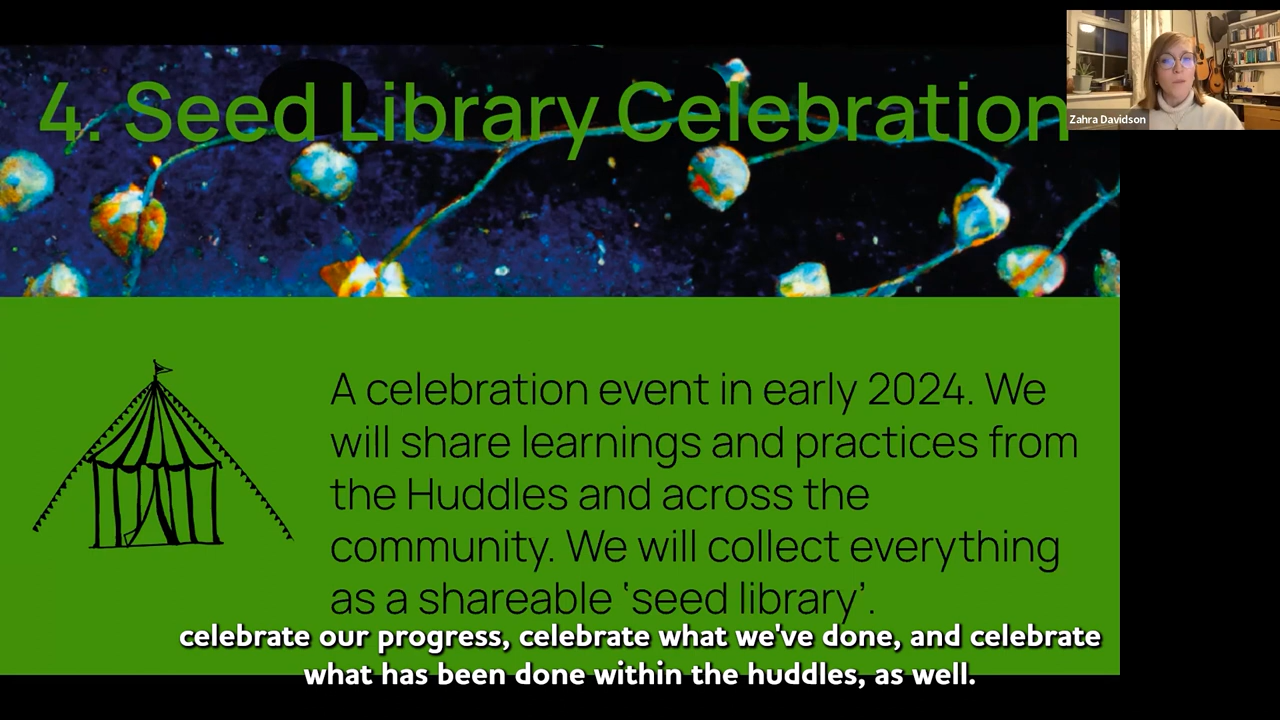 4. Seed Library Celebration
Zahra Davidson
A celebration event in early 2024. We
will share learnings and practices from
the Huddles and across the
community. We will collect everything
as a shareable ‘seed library’.
celebrate our progress, celebrate what we've done, and celebrate
what has been done within the huddles, as well.